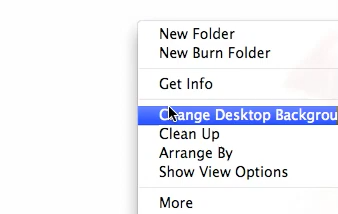 New Folder
New Burn Folder
Get Info
Change Desktop Backgrou
Clean Up
Arrange By
Show View Options
More